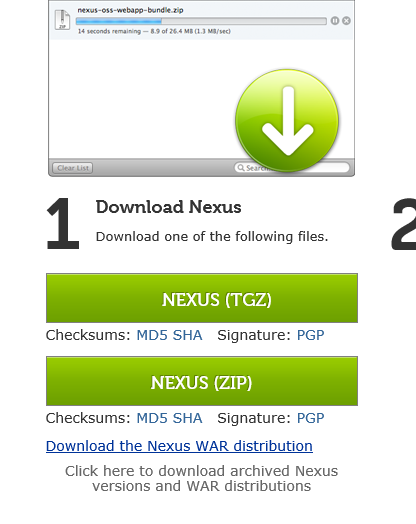 nexus-oss-webapp-bundle.zip
ZIP
14 seconds remaining — 8.9 of 26.4 MB (1.3 MB/sec)
Clear List
Search
1
Download Nexus
2
Download one of the following files.
NEXUS (TGZ)
Checksums: MD5 SHA Signature: PGP
NEXUS (ZIP)
Checksums: MD5 SHA Signature: PGP
Download the Nexus WAR distribution
Click here to download archived Nexus
versions and WAR distributions